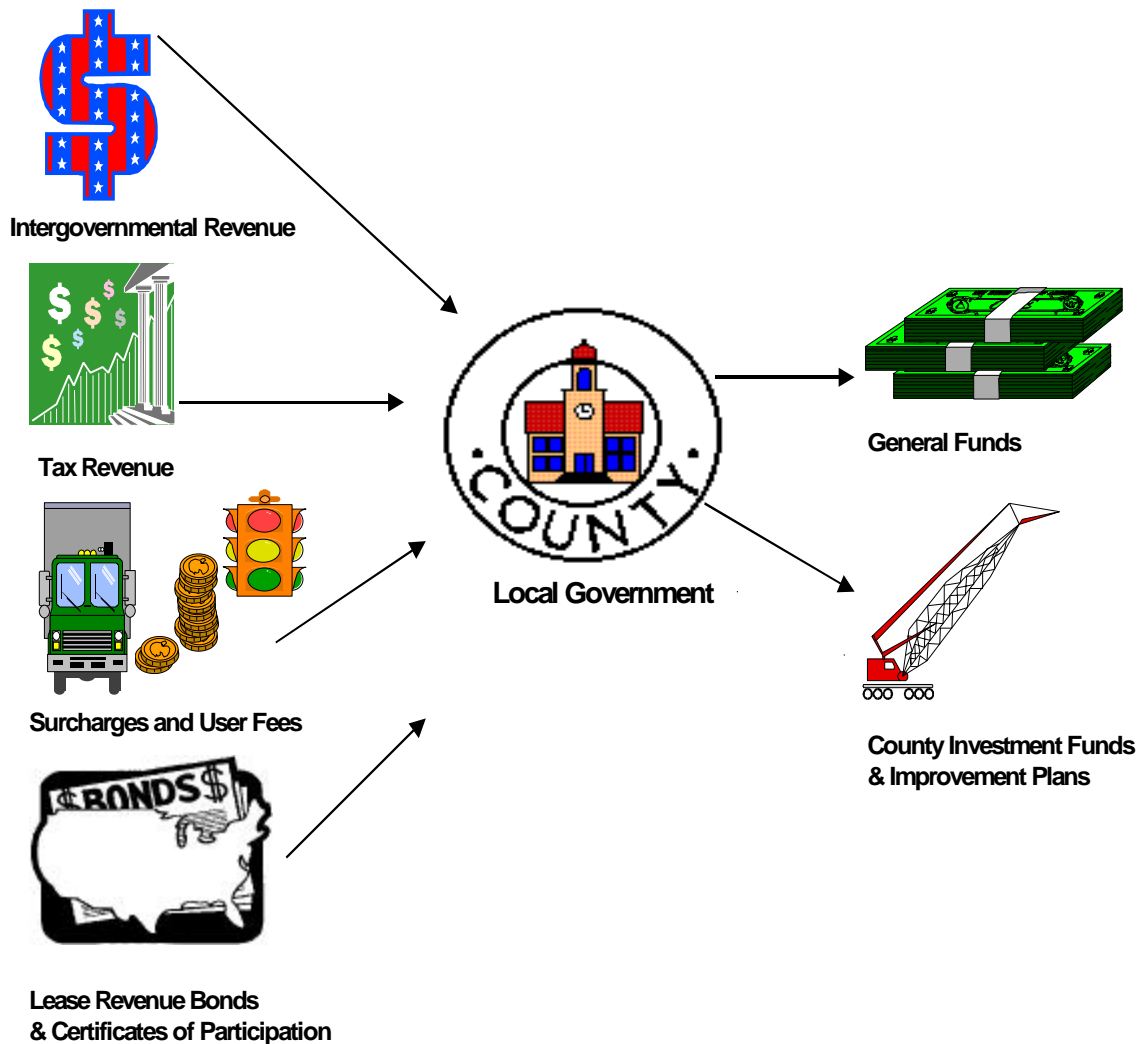 Intergovernmental Revenue
$ $ $ $ $ $
Tax Revenue
Surcharges and User Fees
$BONDS$
Lease Revenue Bonds
& Certificates of Participation
· COUNTY ·
Local Government
General Funds
County Investment Funds
& Improvement Plans